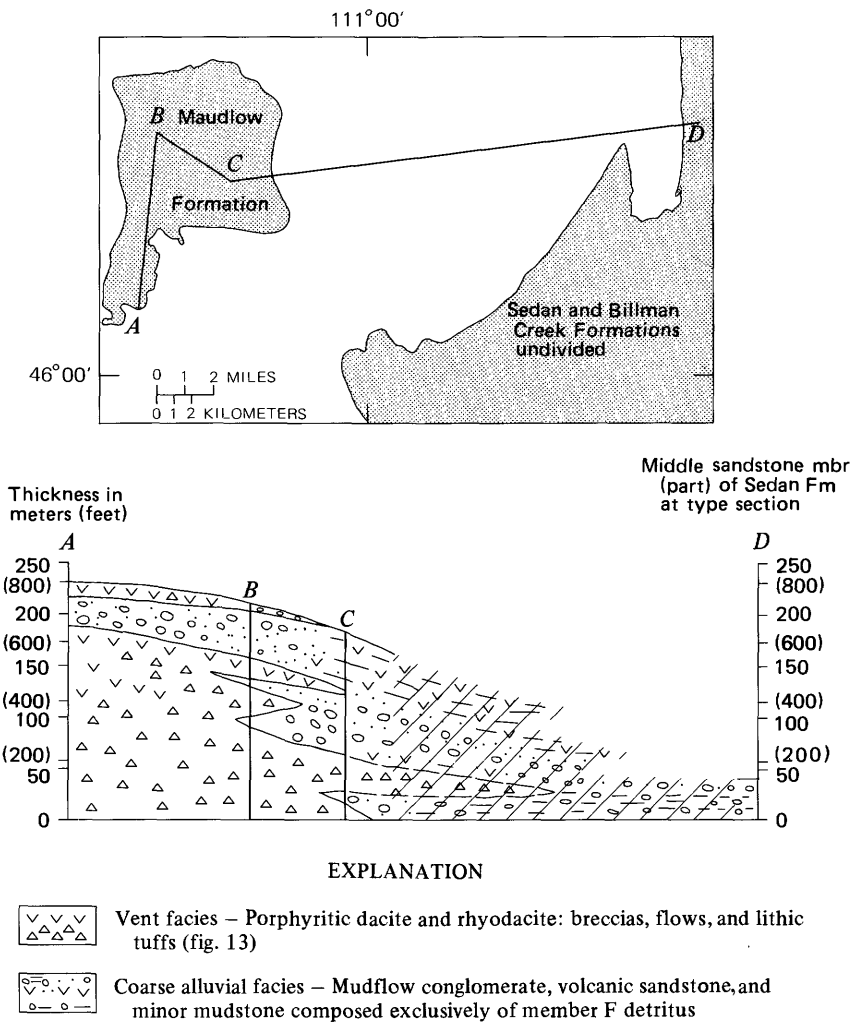 111°00'
B Maudlow
C
Formation
D
A
Sedan and Billman
Creek Formations
undivided
46°00'
0 1 2 MILES
0 1 2 KILOMETERS
Thickness in
meters (feet)
Middle sandstone mbr
(part) of Sedan Fm
at type section
A
D
250
(800)
200
(600)
150
(400)
100
(200)
50
0
B
C
250
(800)
200
(600)
150
(400)
100
(200)
50
0
EXPLANATION
Vent facies – Porphyritic dacite and rhyodacite: breccias, flows, and lithic
tuffs (fig. 13)
Coarse alluvial facies – Mudflow conglomerate, volcanic sandstone, and
minor mudstone composed exclusively of member F detritus